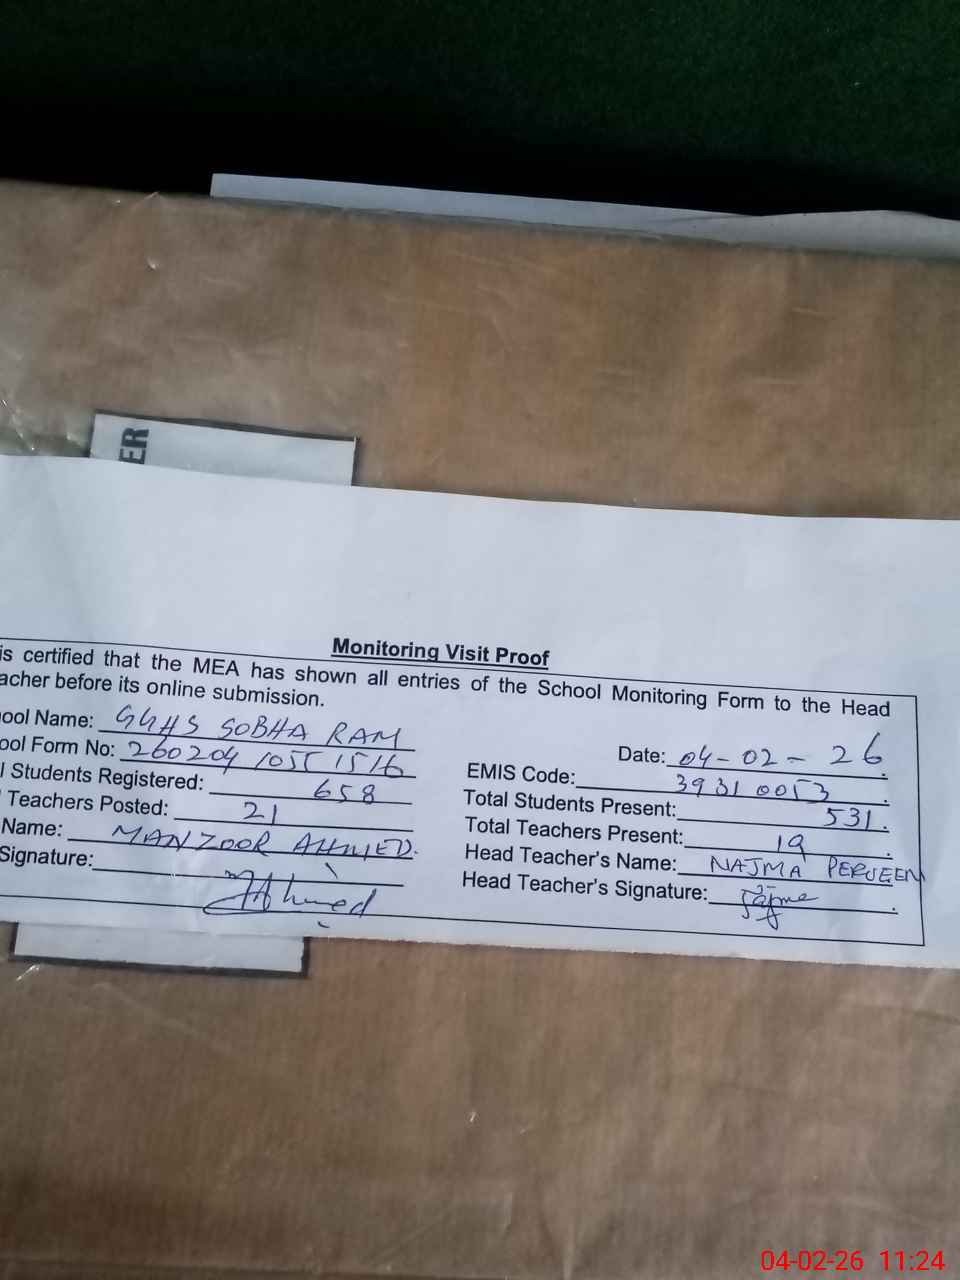 ER
Monitoring Visit Proof
is certified that the MEA has shown all entries of the School Monitoring Form to the Head
acher before its online submission.
ool Name: GGHS SOBHA RAM
Date: 04-02-26.
ool Form No: 260204 1055 1516
EMIS Code: 39310053.
l Students Registered: 658
Total Students Present: 531.
Teachers Posted: 21
Total Teachers Present: 19.
Name: MANZOOR AHMED.
Head Teacher's Name: NAJMA PERVEEN
Signature: Ahmed
Head Teacher's Signature: Najma.
04-02-26 11:24